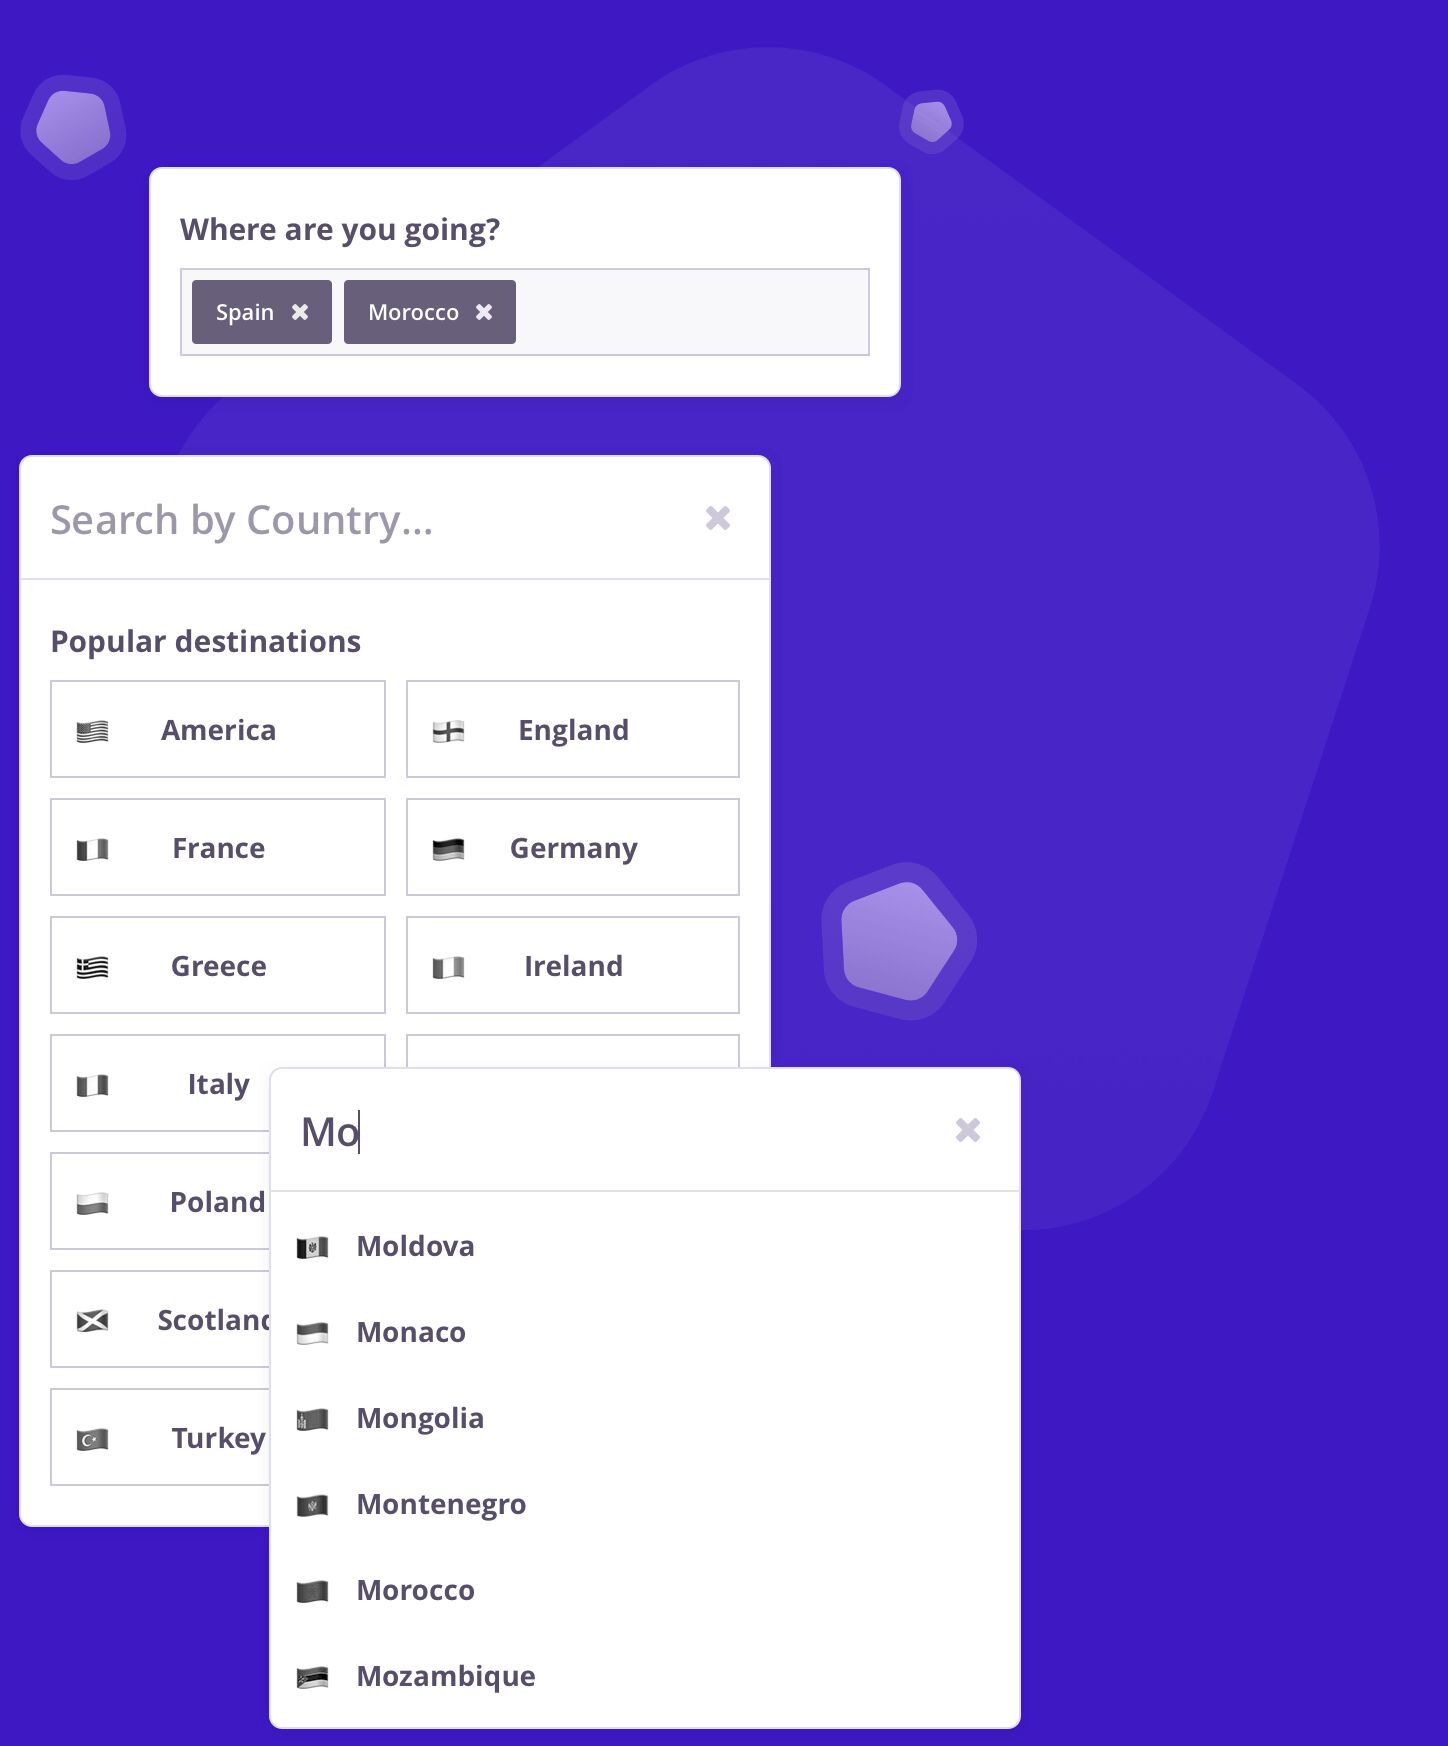 Where are you going?
Spain ✖ Morocco ✖
Search by Country... ✖
Popular destinations
America England
France Germany
Greece Ireland
Italy
Poland
Scotland
Turkey
Mo ✖
Moldova
Monaco
Mongolia
Montenegro
Morocco
Mozambique